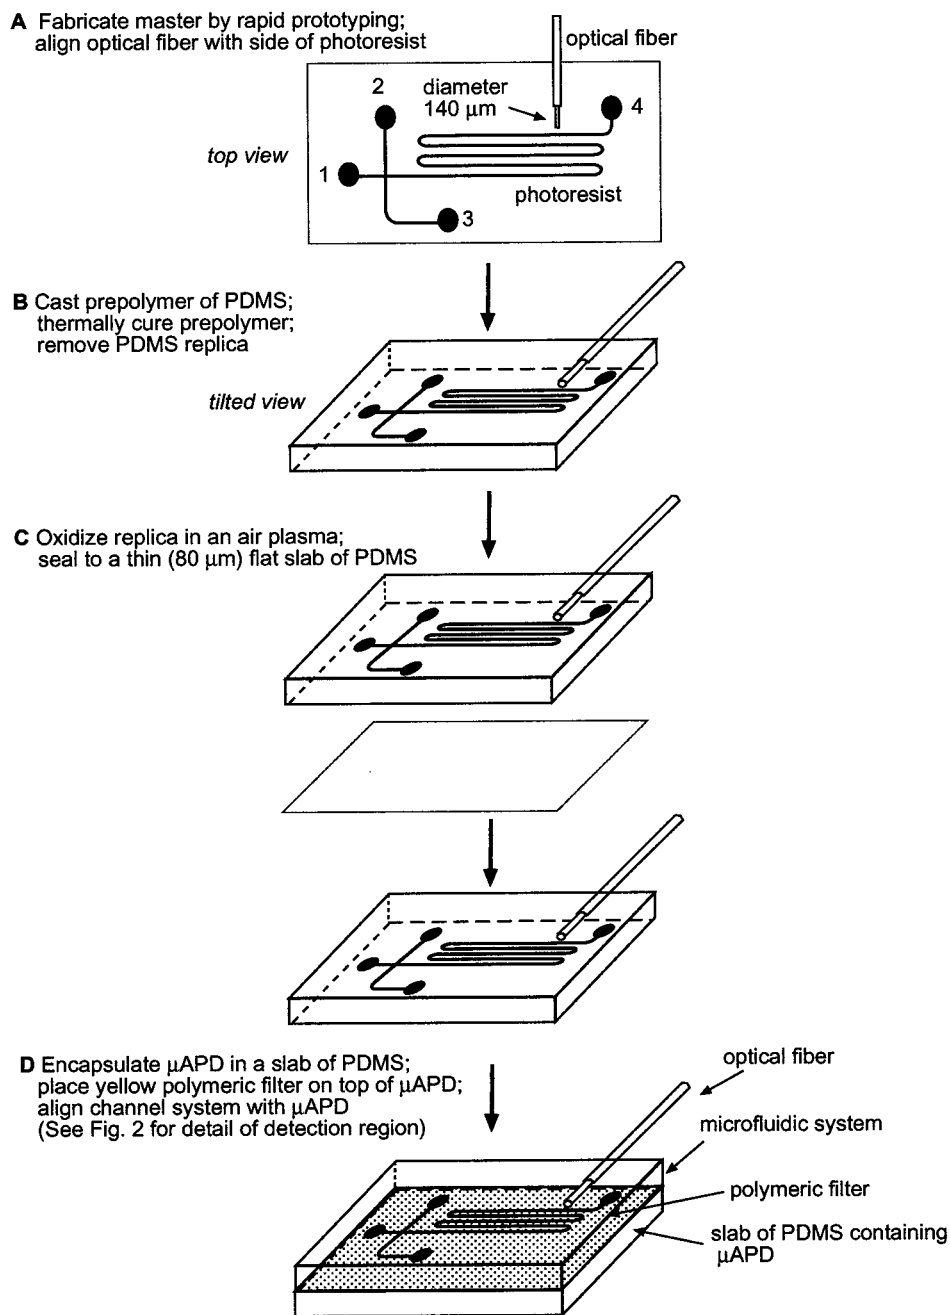 A Fabricate master by rapid prototyping;
align optical fiber with side of photoresist
optical fiber
2
diameter
140 μm
4
top view
1
photoresist
3
B Cast prepolymer of PDMS;
thermally cure prepolymer;
remove PDMS replica
tilted view
C Oxidize replica in an air plasma;
seal to a thin (80 μm) flat slab of PDMS
D Encapsulate μAPD in a slab of PDMS;
place yellow polymeric filter on top of μAPD;
align channel system with μAPD
(See Fig. 2 for detail of detection region)
optical fiber
microfluidic system
polymeric filter
slab of PDMS containing
μAPD